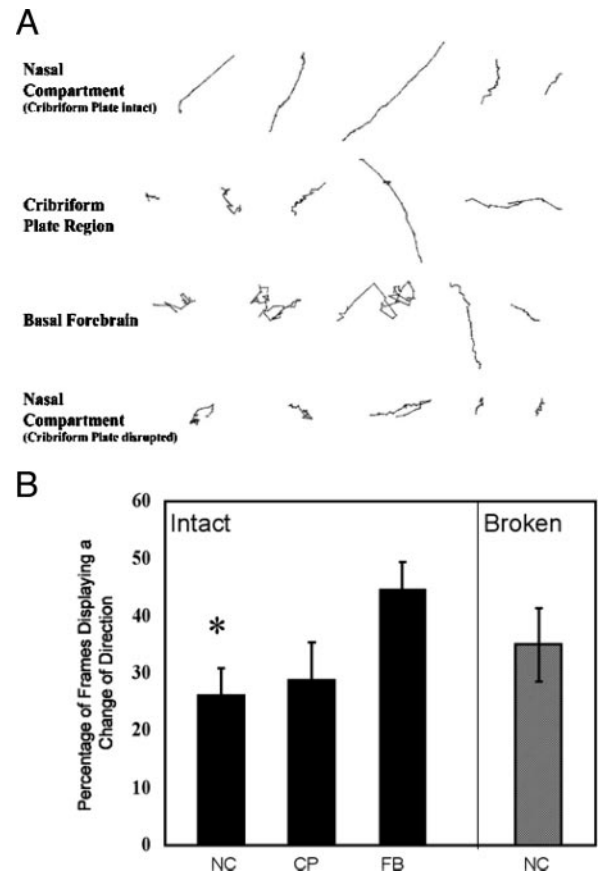 A
Nasal
Compartment
(Cribriform Plate intact)
Cribriform
Plate Region
Basal Forebrain
Nasal
Compartment
(Cribriform Plate disrupted)
B
Percentage of Frames Displaying a
Change of Direction
60
50
40
30
20
10
0
Intact
Broken
*
NC
CP
FB
NC